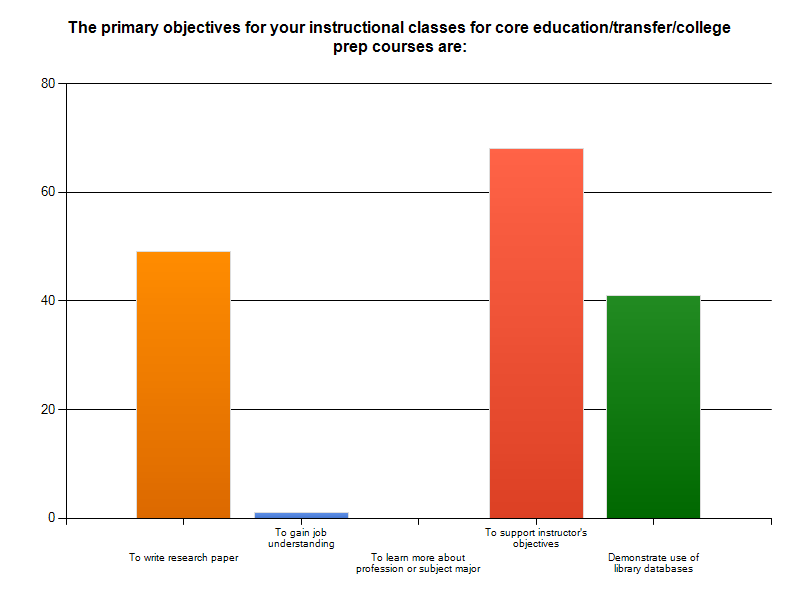 The primary objectives for your instructional classes for core education/transfer/college
prep courses are:
80
60
40
20
0
To write research paper
To gain job
understanding
To learn more about
profession or subject major
To support instructor's
objectives
Demonstrate use of
library databases